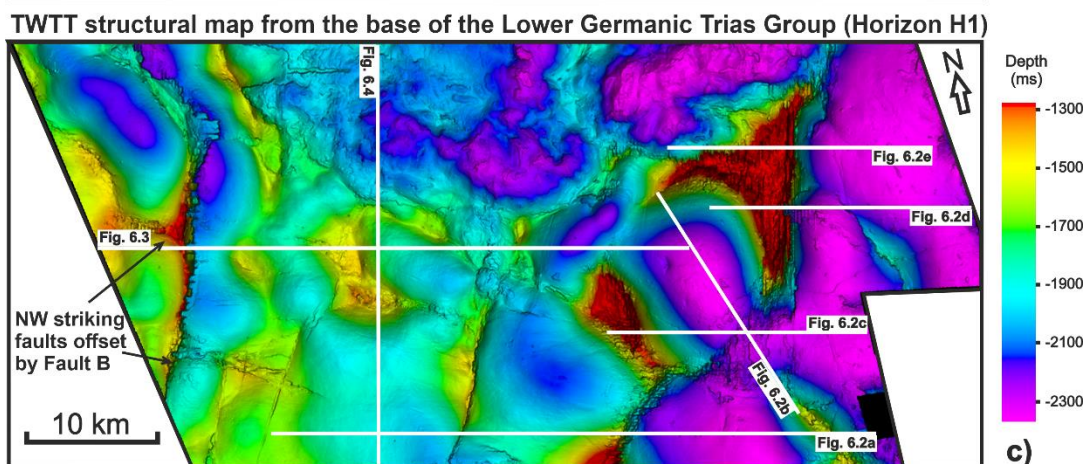 TWTT structural map from the base of the Lower Germanic Trias Group (Horizon H1)
N
Depth
(ms)
-1300
-1500
-1700
-1900
-2100
-2300
Fig. 6.4
Fig. 6.2e
Fig. 6.2d
Fig. 6.3
NW striking
faults offset
by Fault B
Fig. 6.2c
Fig. 6.2b
10 km
Fig. 6.2a
c)